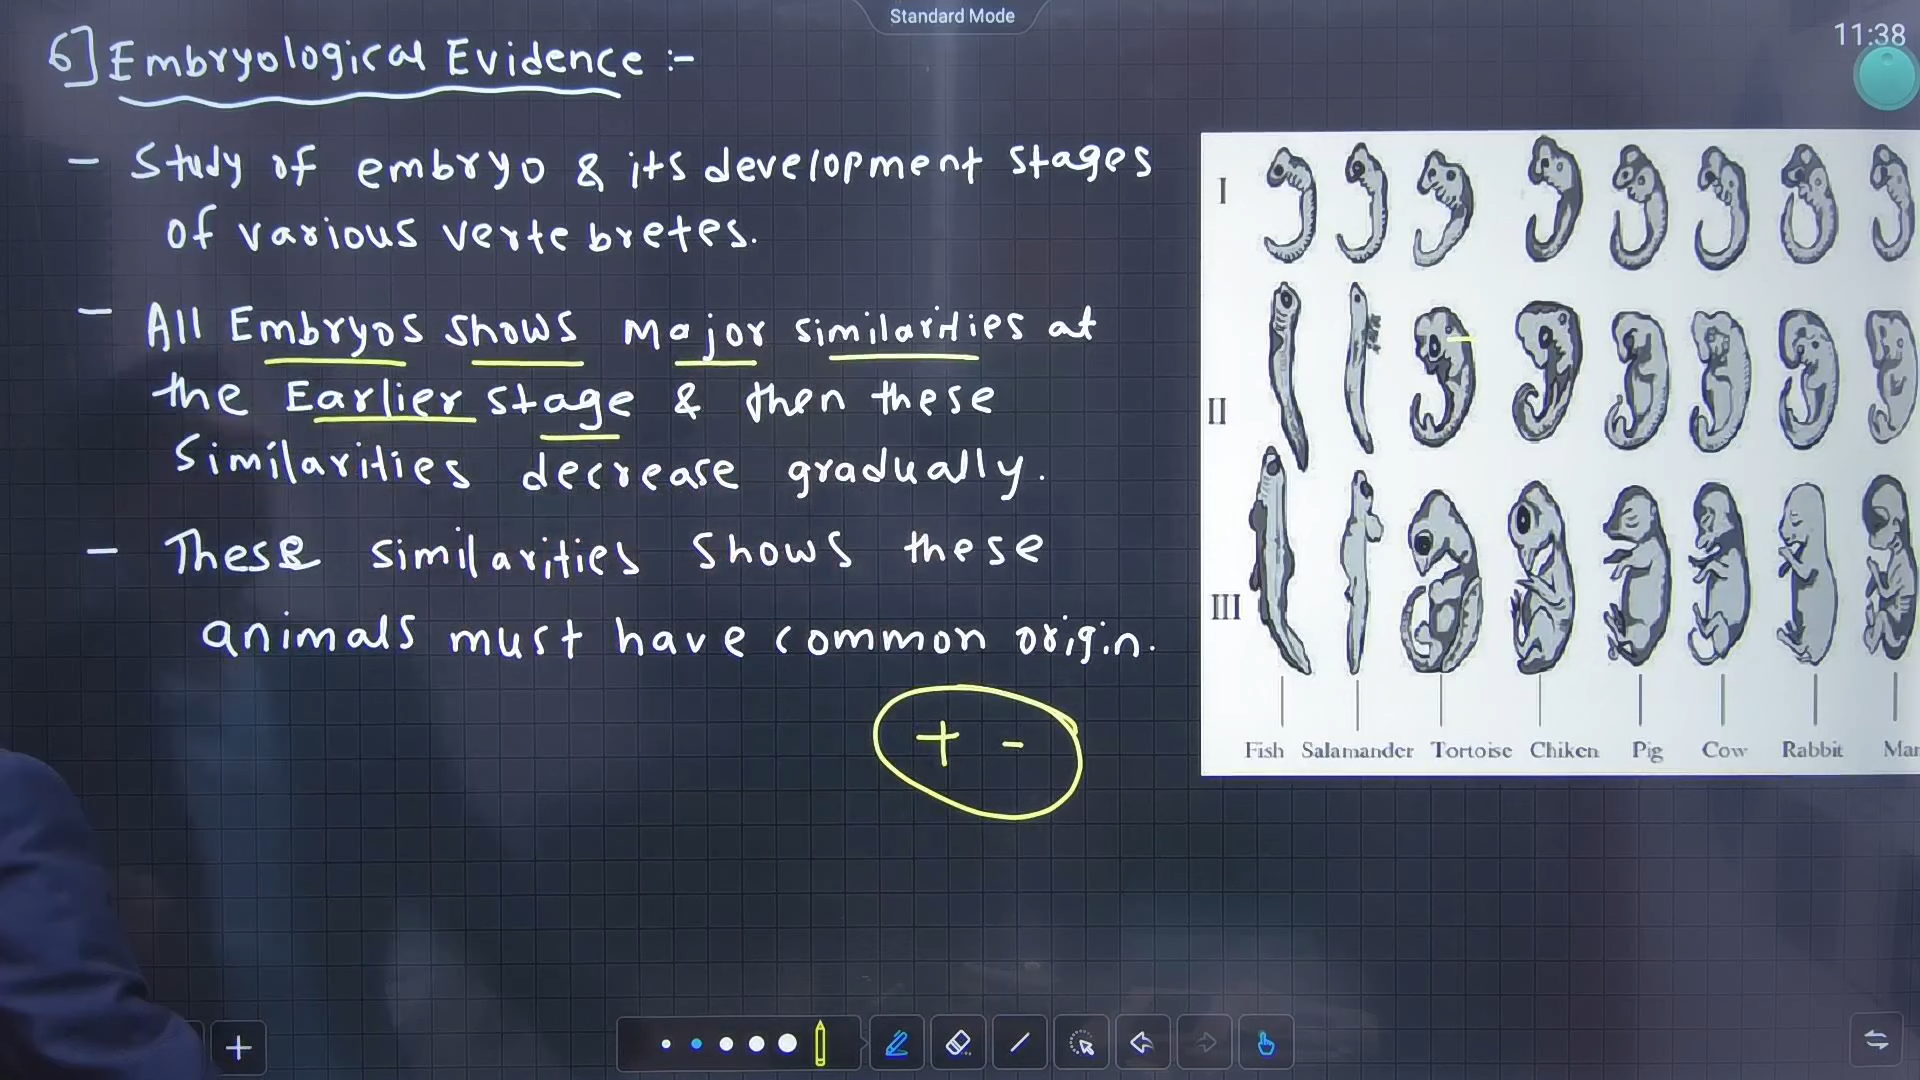 Standard Mode
11:38
6] Embryological Evidence :-
- Study of embryo & its development stages
of various vertebretes.
- All Embryos shows major similarities at
the Earlier stage & then these
Similarities decrease gradually.
- These similarities shows these
animals must have common origin.
+ -
I
II
III
Fish Salamander Tortoise Chiken Pig Cow Rabbit Man